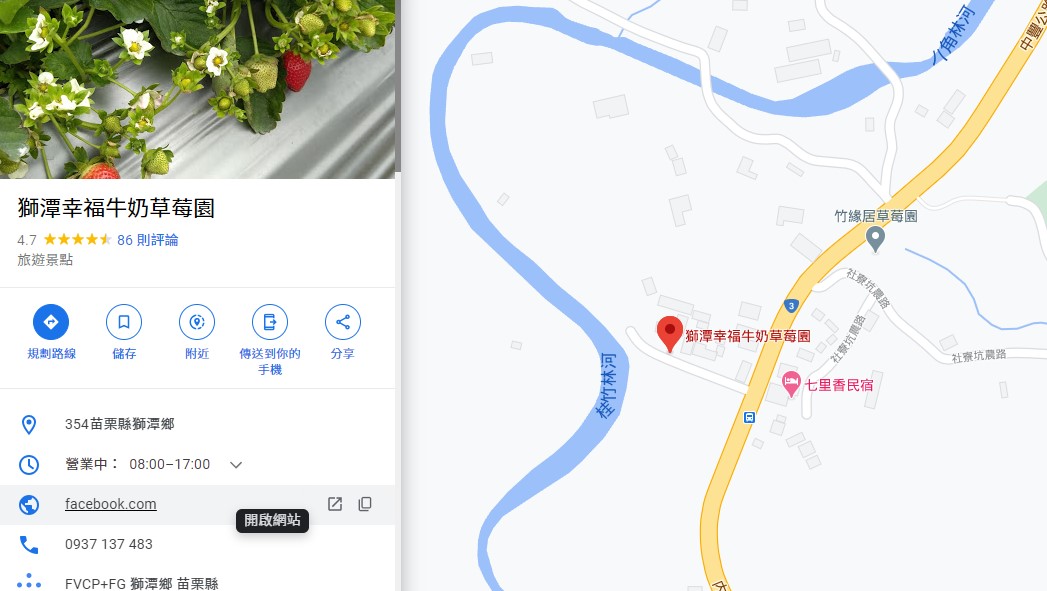 獅潭幸福牛奶草莓園
4.7 86 則評論
旅遊景點
規劃路線
儲存
附近
傳送到你的
手機
分享
354苗栗縣獅潭鄉
營業中： 08:00–17:00
facebook.com
開啟網站
0937 137 483
FVCP+FG 獅潭鄉 苗栗縣
八角林河
中豐公
竹緣居草莓園
社寮坑農路
3
獅潭幸福牛奶草莓園
社寮坑農路
社寮坑農路
桂竹林河
七里香民宿